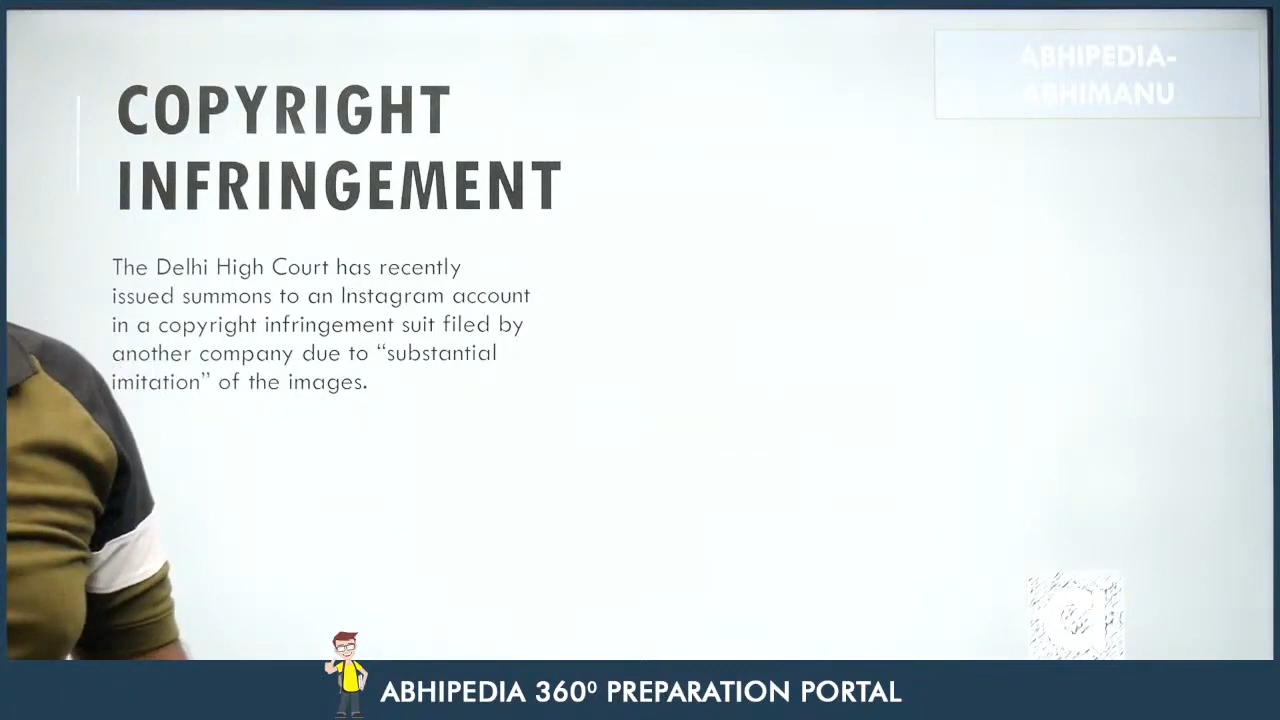 ABHIPEDIA-
ABHIMANU
COPYRIGHT
INFRINGEMENT
The Delhi High Court has recently
issued summons to an Instagram account
in a copyright infringement suit filed by
another company due to “substantial
imitation” of the images.
ABHIPEDIA 360⁰ PREPARATION PORTAL